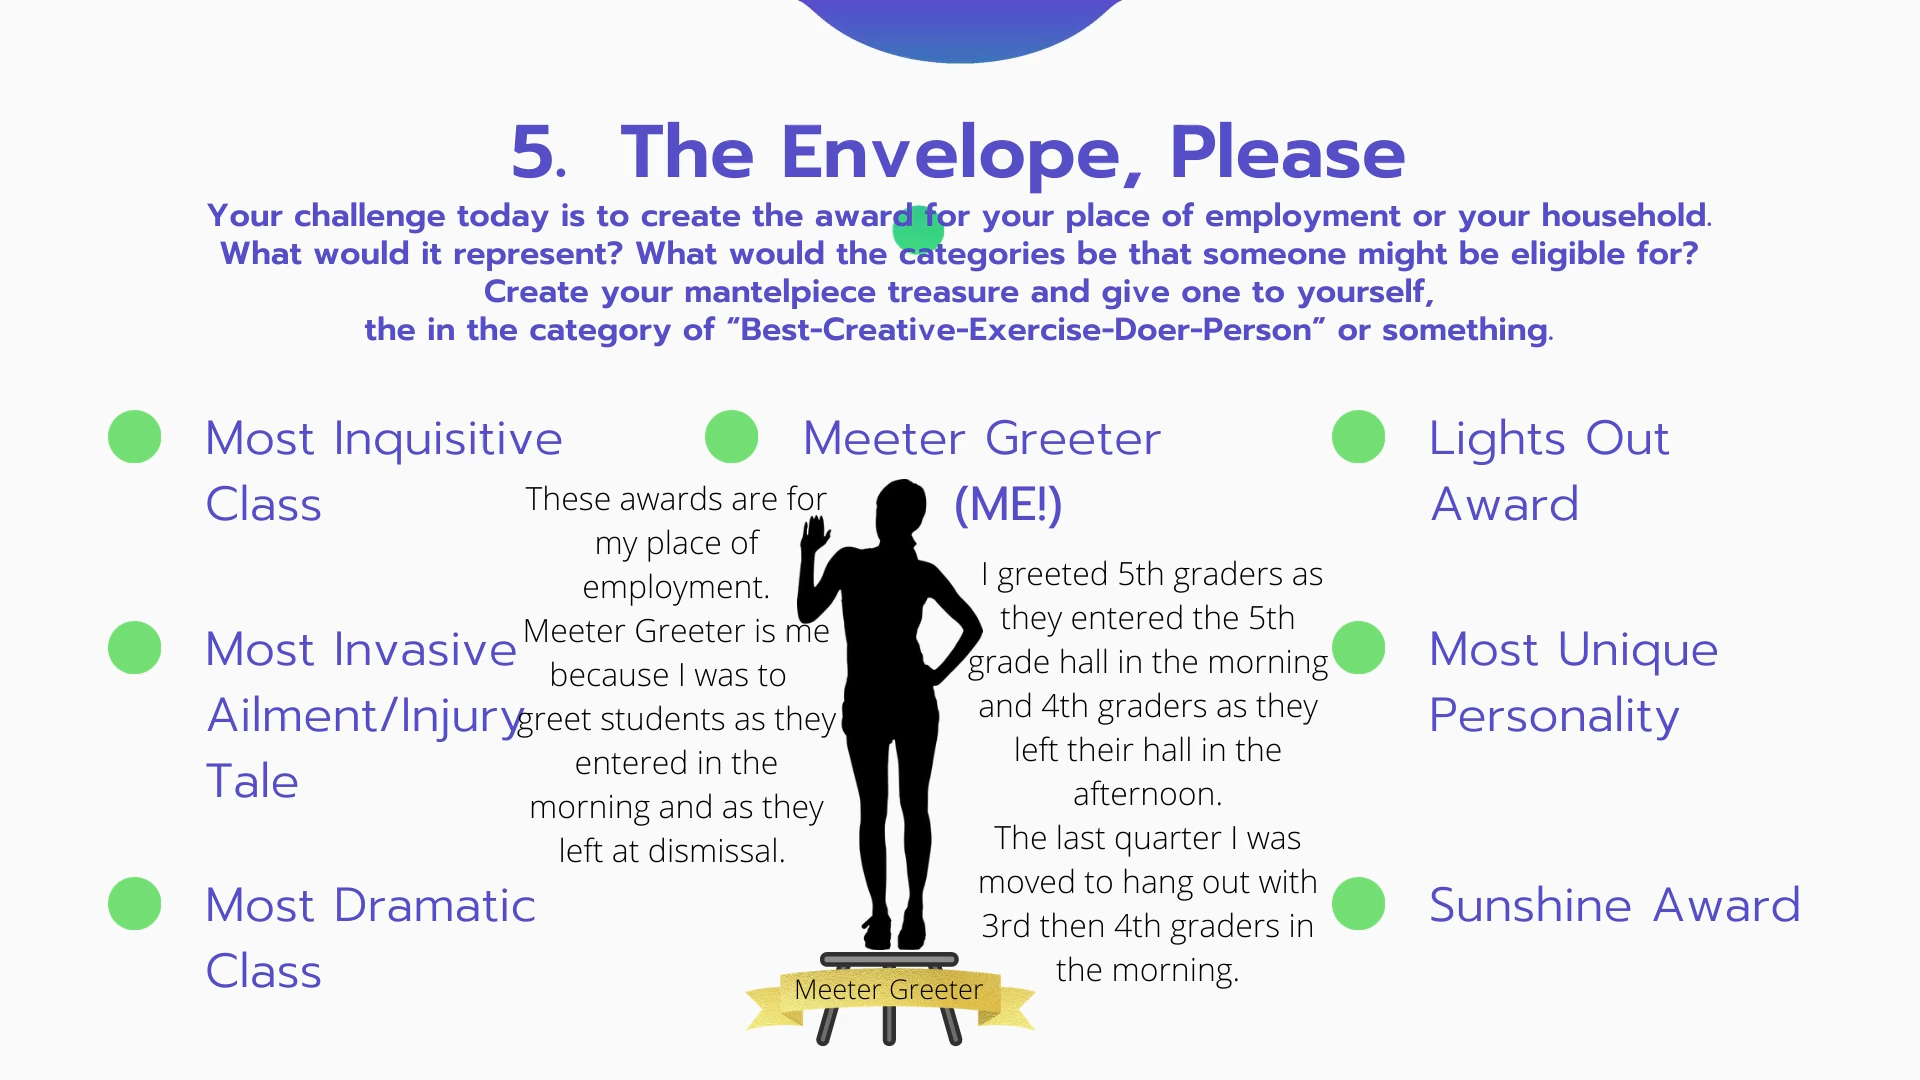 5. The Envelope, Please
Your challenge today is to create the award for your place of employment or your household.
What would it represent? What would the categories be that someone might be eligible for?
Create your mantelpiece treasure and give one to yourself,
the in the category of “Best-Creative-Exercise-Doer-Person” or something.
Most Inquisitive
Class
Most Invasive
Ailment/Injury
Tale
Most Dramatic
Class
These awards are for
my place of
employment.
Meeter Greeter is me
because I was to
greet students as they
entered in the
morning and as they
left at dismissal.
Meeter Greeter
(ME!)
I greeted 5th graders as
they entered the 5th
grade hall in the morning
and 4th graders as they
left their hall in the
afternoon.
The last quarter I was
moved to hang out with
3rd then 4th graders in
the morning.
Meeter Greeter
Lights Out
Award
Most Unique
Personality
Sunshine Award